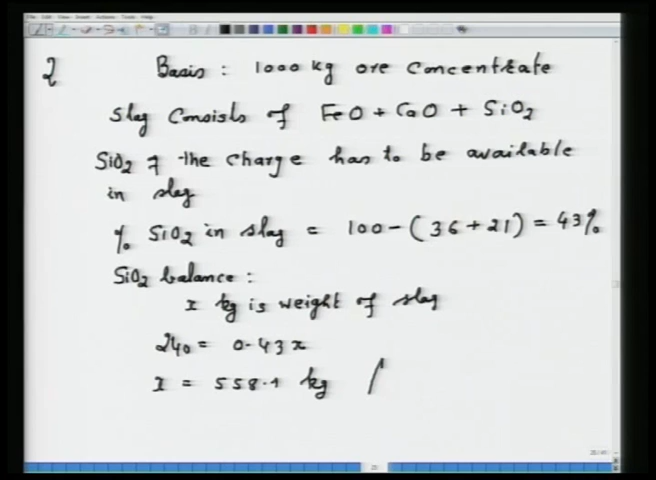 2 Basis : 1000 kg ore Concentrate
Slag Consists of FeO + CaO + SiO2
SiO2 of the charge has to be available
in slag
% SiO2 in slag = 100 - (36 + 21) = 43%
SiO2 balance :
x kg is weight of slag
240 = 0.43 x
x = 558.1 kg